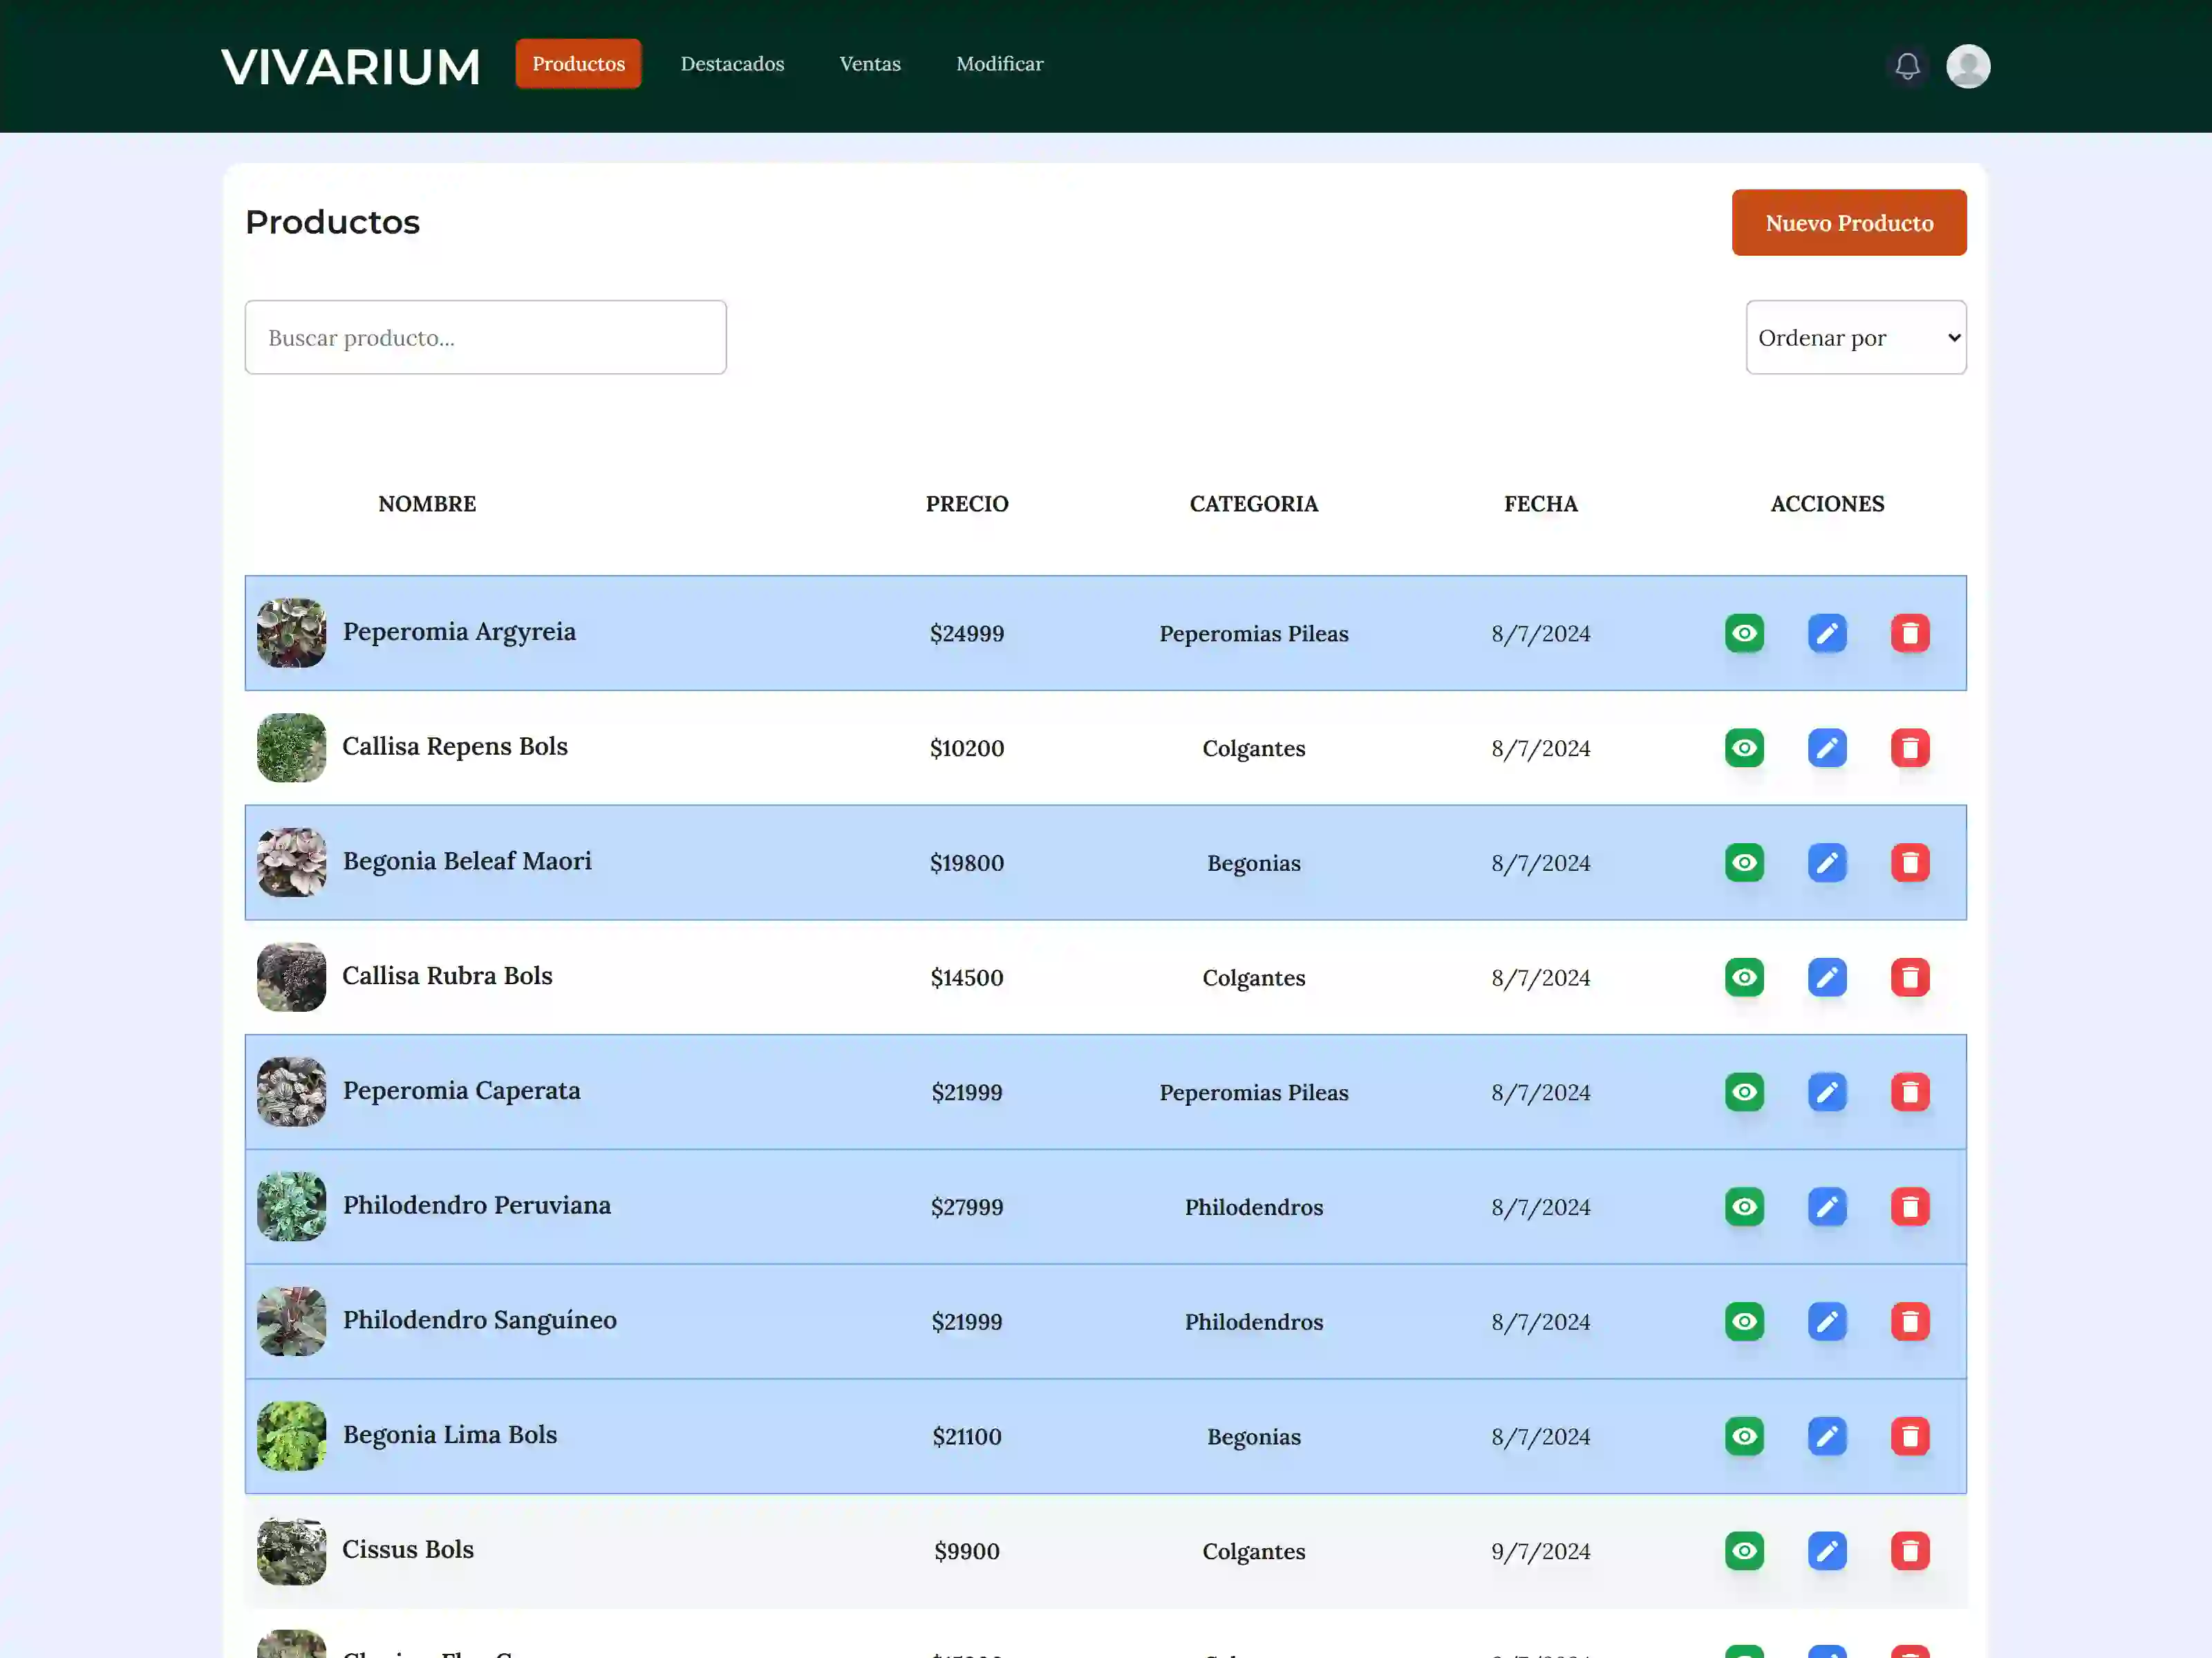 VIVARIUM Productos Destacados Ventas Modificar
Productos Nuevo Producto
Buscar producto... Ordenar por
NOMBRE PRECIO CATEGORIA FECHA ACCIONES
Peperomia Argyreia $24999 Peperomias Pileas 8/7/2024
Callisa Repens Bols $10200 Colgantes 8/7/2024
Begonia Beleaf Maori $19800 Begonias 8/7/2024
Callisa Rubra Bols $14500 Colgantes 8/7/2024
Peperomia Caperata $21999 Peperomias Pileas 8/7/2024
Philodendro Peruviana $27999 Philodendros 8/7/2024
Philodendro Sanguíneo $21999 Philodendros 8/7/2024
Begonia Lima Bols $21100 Begonias 8/7/2024
Cissus Bols $9900 Colgantes 9/7/2024